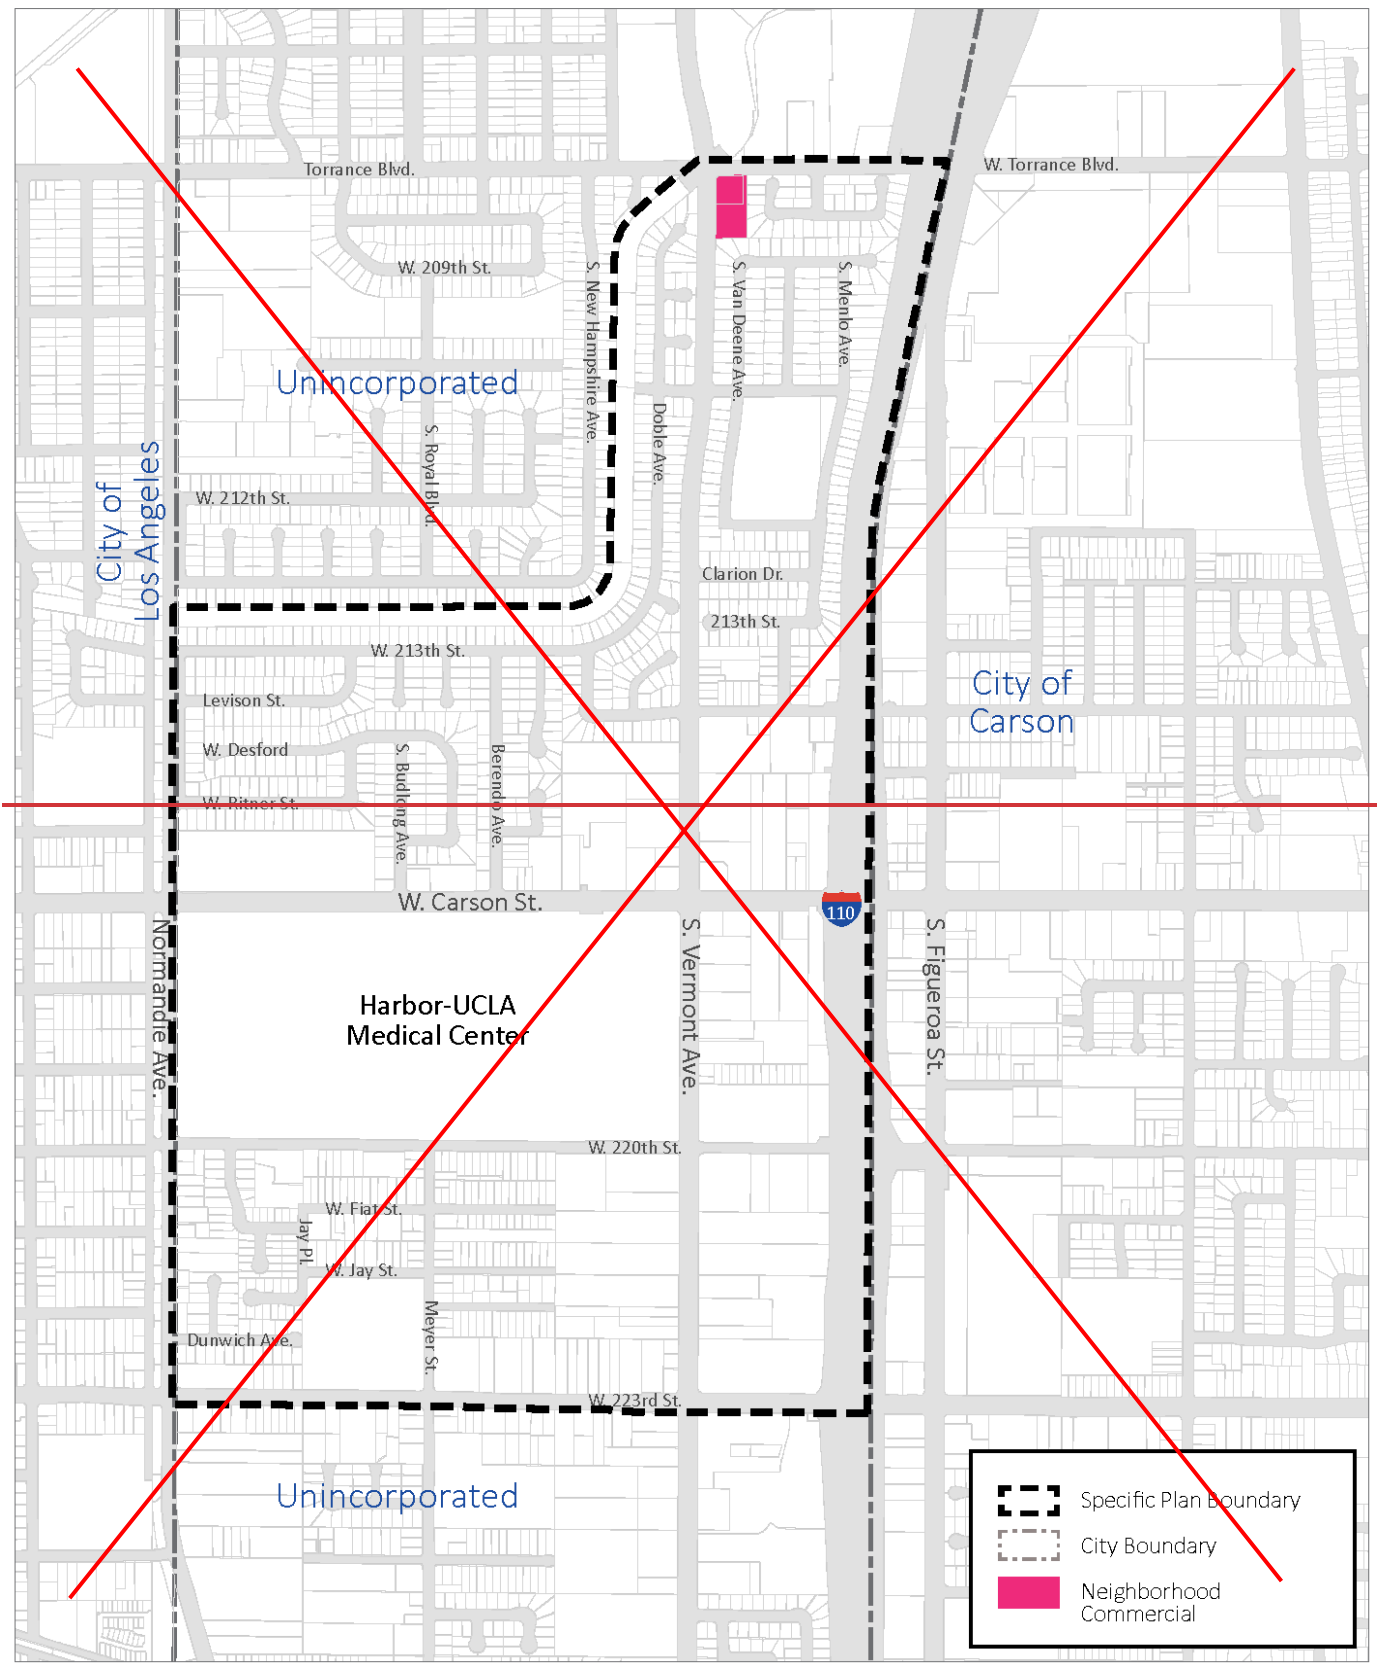 Torrance Blvd.
W. Torrance Blvd.
W. 209th St.
S. New Hampshire Ave.
S. Van Deene Ave.
S. Menlo Ave.
Unincorporated
Doble Ave.
S. Royal Blvd.
City of
Los Angeles
W. 212th St.
Clarion Dr.
213th St.
W. 213th St.
City of
Carson
Levison St.
W. Desford
S. Budlong Ave.
Berendo Ave.
W. Ritner St.
W. Carson St.
110
Normandie Ave.
S. Vermont Ave.
S. Figueroa St.
Harbor-UCLA
Medical Center
W. 220th St.
W. Fiat St.
Jay Pl.
W. Jay St.
Meyer St.
Dunwich Ave.
W. 223rd St.
Unincorporated
Specific Plan Boundary
City Boundary
Neighborhood
Commercial